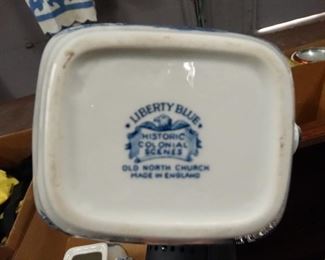 LIBERTY BLUE
HISTORIC
COLONIAL
SCENES
OLD NORTH CHURCH
MADE IN ENGLAND